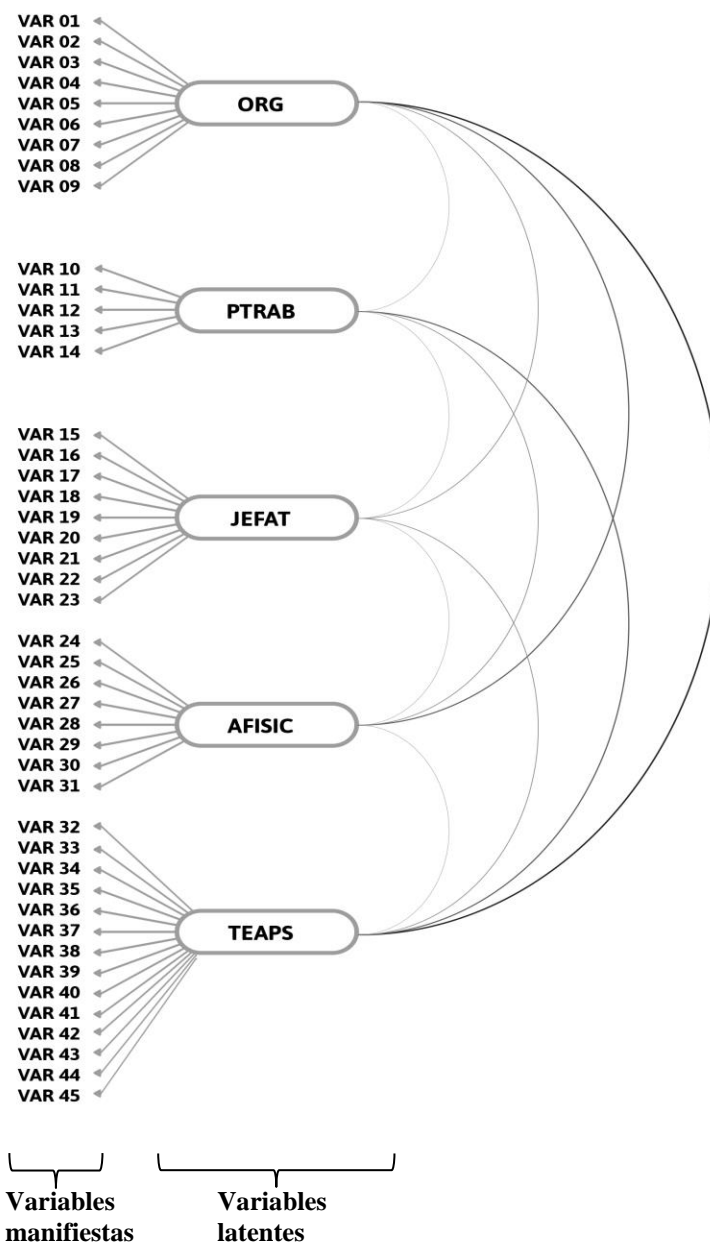 VAR 01
VAR 02
VAR 03
VAR 04
VAR 05
VAR 06
VAR 07
VAR 08
VAR 09
ORG
VAR 10
VAR 11
VAR 12
VAR 13
VAR 14
PTRAB
VAR 15
VAR 16
VAR 17
VAR 18
VAR 19
VAR 20
VAR 21
VAR 22
VAR 23
JEFAT
VAR 24
VAR 25
VAR 26
VAR 27
VAR 28
VAR 29
VAR 30
VAR 31
AFISIC
VAR 32
VAR 33
VAR 34
VAR 35
VAR 36
VAR 37
VAR 38
VAR 39
VAR 40
VAR 41
VAR 42
VAR 43
VAR 44
VAR 45
TEAPS
Variables
manifiestas
Variables
latentes